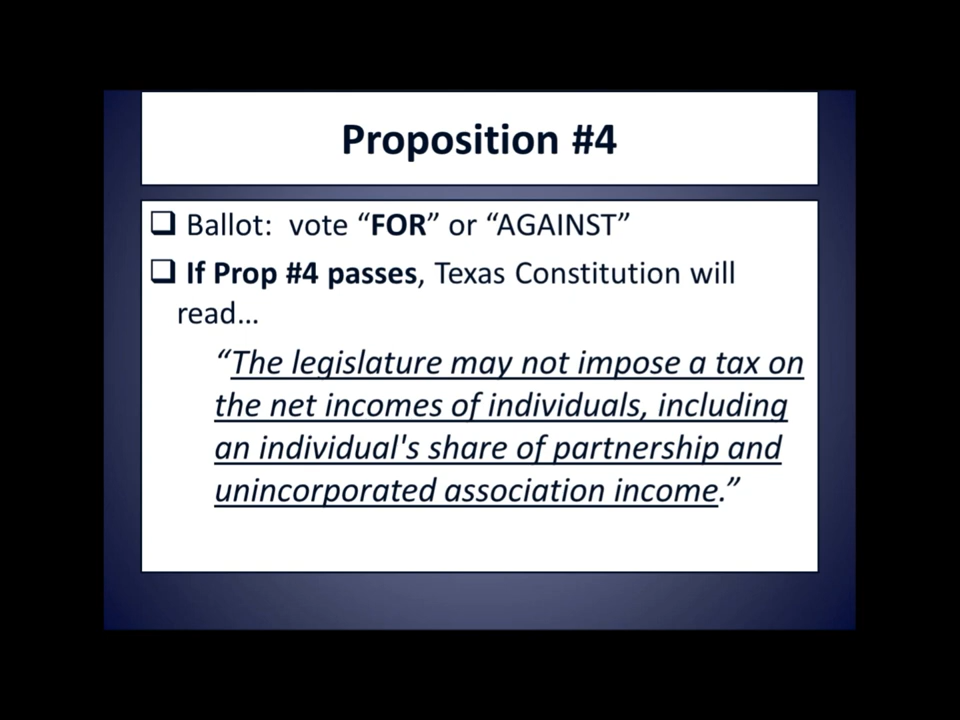 Proposition #4
❑ Ballot:  vote “FOR” or “AGAINST”
❑ If Prop #4 passes, Texas Constitution will
read…
“The legislature may not impose a tax on
the net incomes of individuals, including
an individual's share of partnership and
unincorporated association income.”